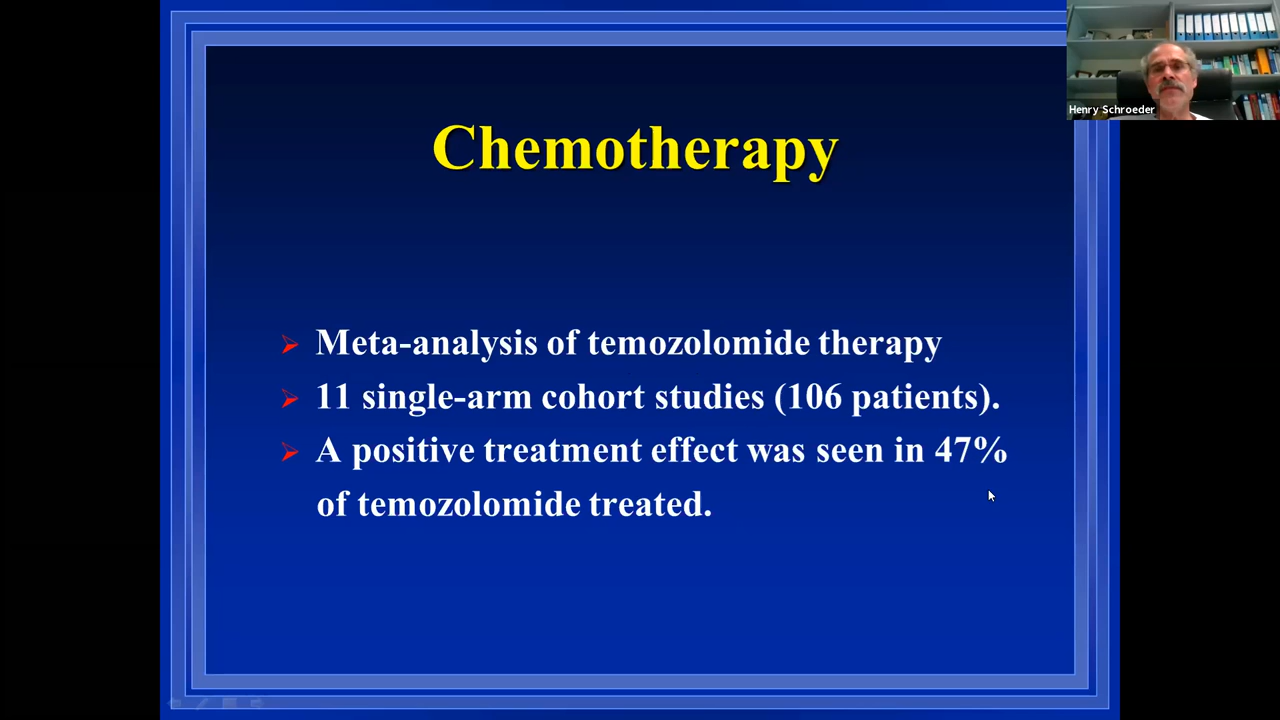 Henry Schroeder
Chemotherapy
Meta-analysis of temozolomide therapy
11 single-arm cohort studies (106 patients).
A positive treatment effect was seen in 47%
of temozolomide treated.